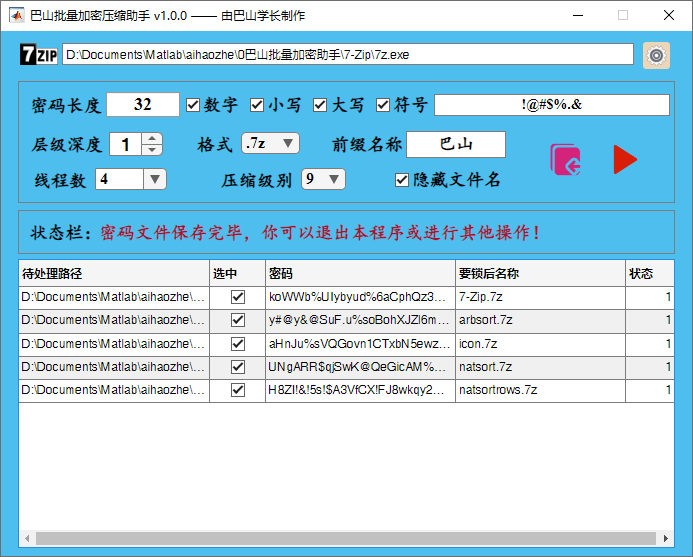 巴山批量加密压缩助手 v1.0.0 —— 由巴山学长制作
7ZIP D:\Documents\Matlab\aihaozhe\0巴山批量加密助手\7-Zip\7z.exe
密码长度 32 数字 小写 大写 符号 !@#$%.&
层级深度 1 格式 .7z 前缀名称 巴山
线程数 4 压缩级别 9 隐藏文件名
状态栏：密码文件保存完毕，你可以退出本程序或进行其他操作！
待处理路径 选中 密码 要锁后名称 状态
D:\Documents\Matlab\aihaozhe\... koWWb%UIybyud%6aCphQz3... 7-Zip.7z 1
D:\Documents\Matlab\aihaozhe\... y#@y&@SuF.u%soBohXJZl6m... arbsort.7z 1
D:\Documents\Matlab\aihaozhe\... aHnJu%sVQGovn1CTxbN5ewz... icon.7z 1
D:\Documents\Matlab\aihaozhe\... UNgARR$qjSwK@QeGicAM%... natsort.7z 1
D:\Documents\Matlab\aihaozhe\... H8ZI!&!5s!$A3VfCX!FJ8wkqy2... natsortrows.7z 1